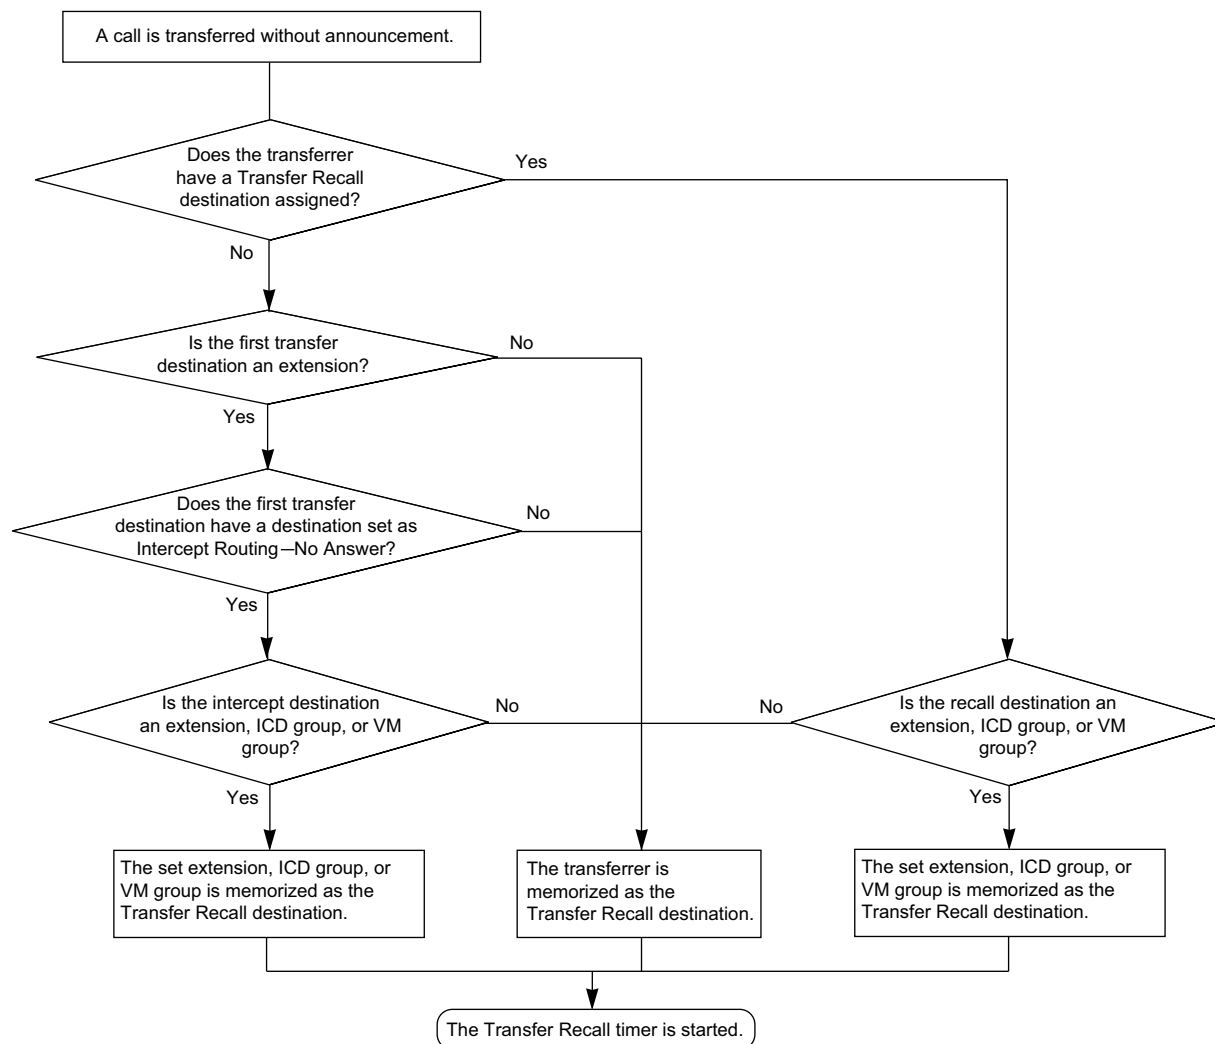 A call is transferred without announcement.
Does the transferrer
have a Transfer Recall
destination assigned?
Yes
No
Is the first transfer
destination an extension?
No
Yes
Does the first transfer
destination have a destination set as
Intercept Routing—No Answer?
No
Yes
Is the intercept destination
an extension, ICD group, or VM
group?
No
No
Is the recall destination an
extension, ICD group, or VM
group?
Yes
Yes
The set extension, ICD group, or
VM group is memorized as the
Transfer Recall destination.
The transferrer is
memorized as the
Transfer Recall destination.
The set extension, ICD group, or
VM group is memorized as the
Transfer Recall destination.
The Transfer Recall timer is started.